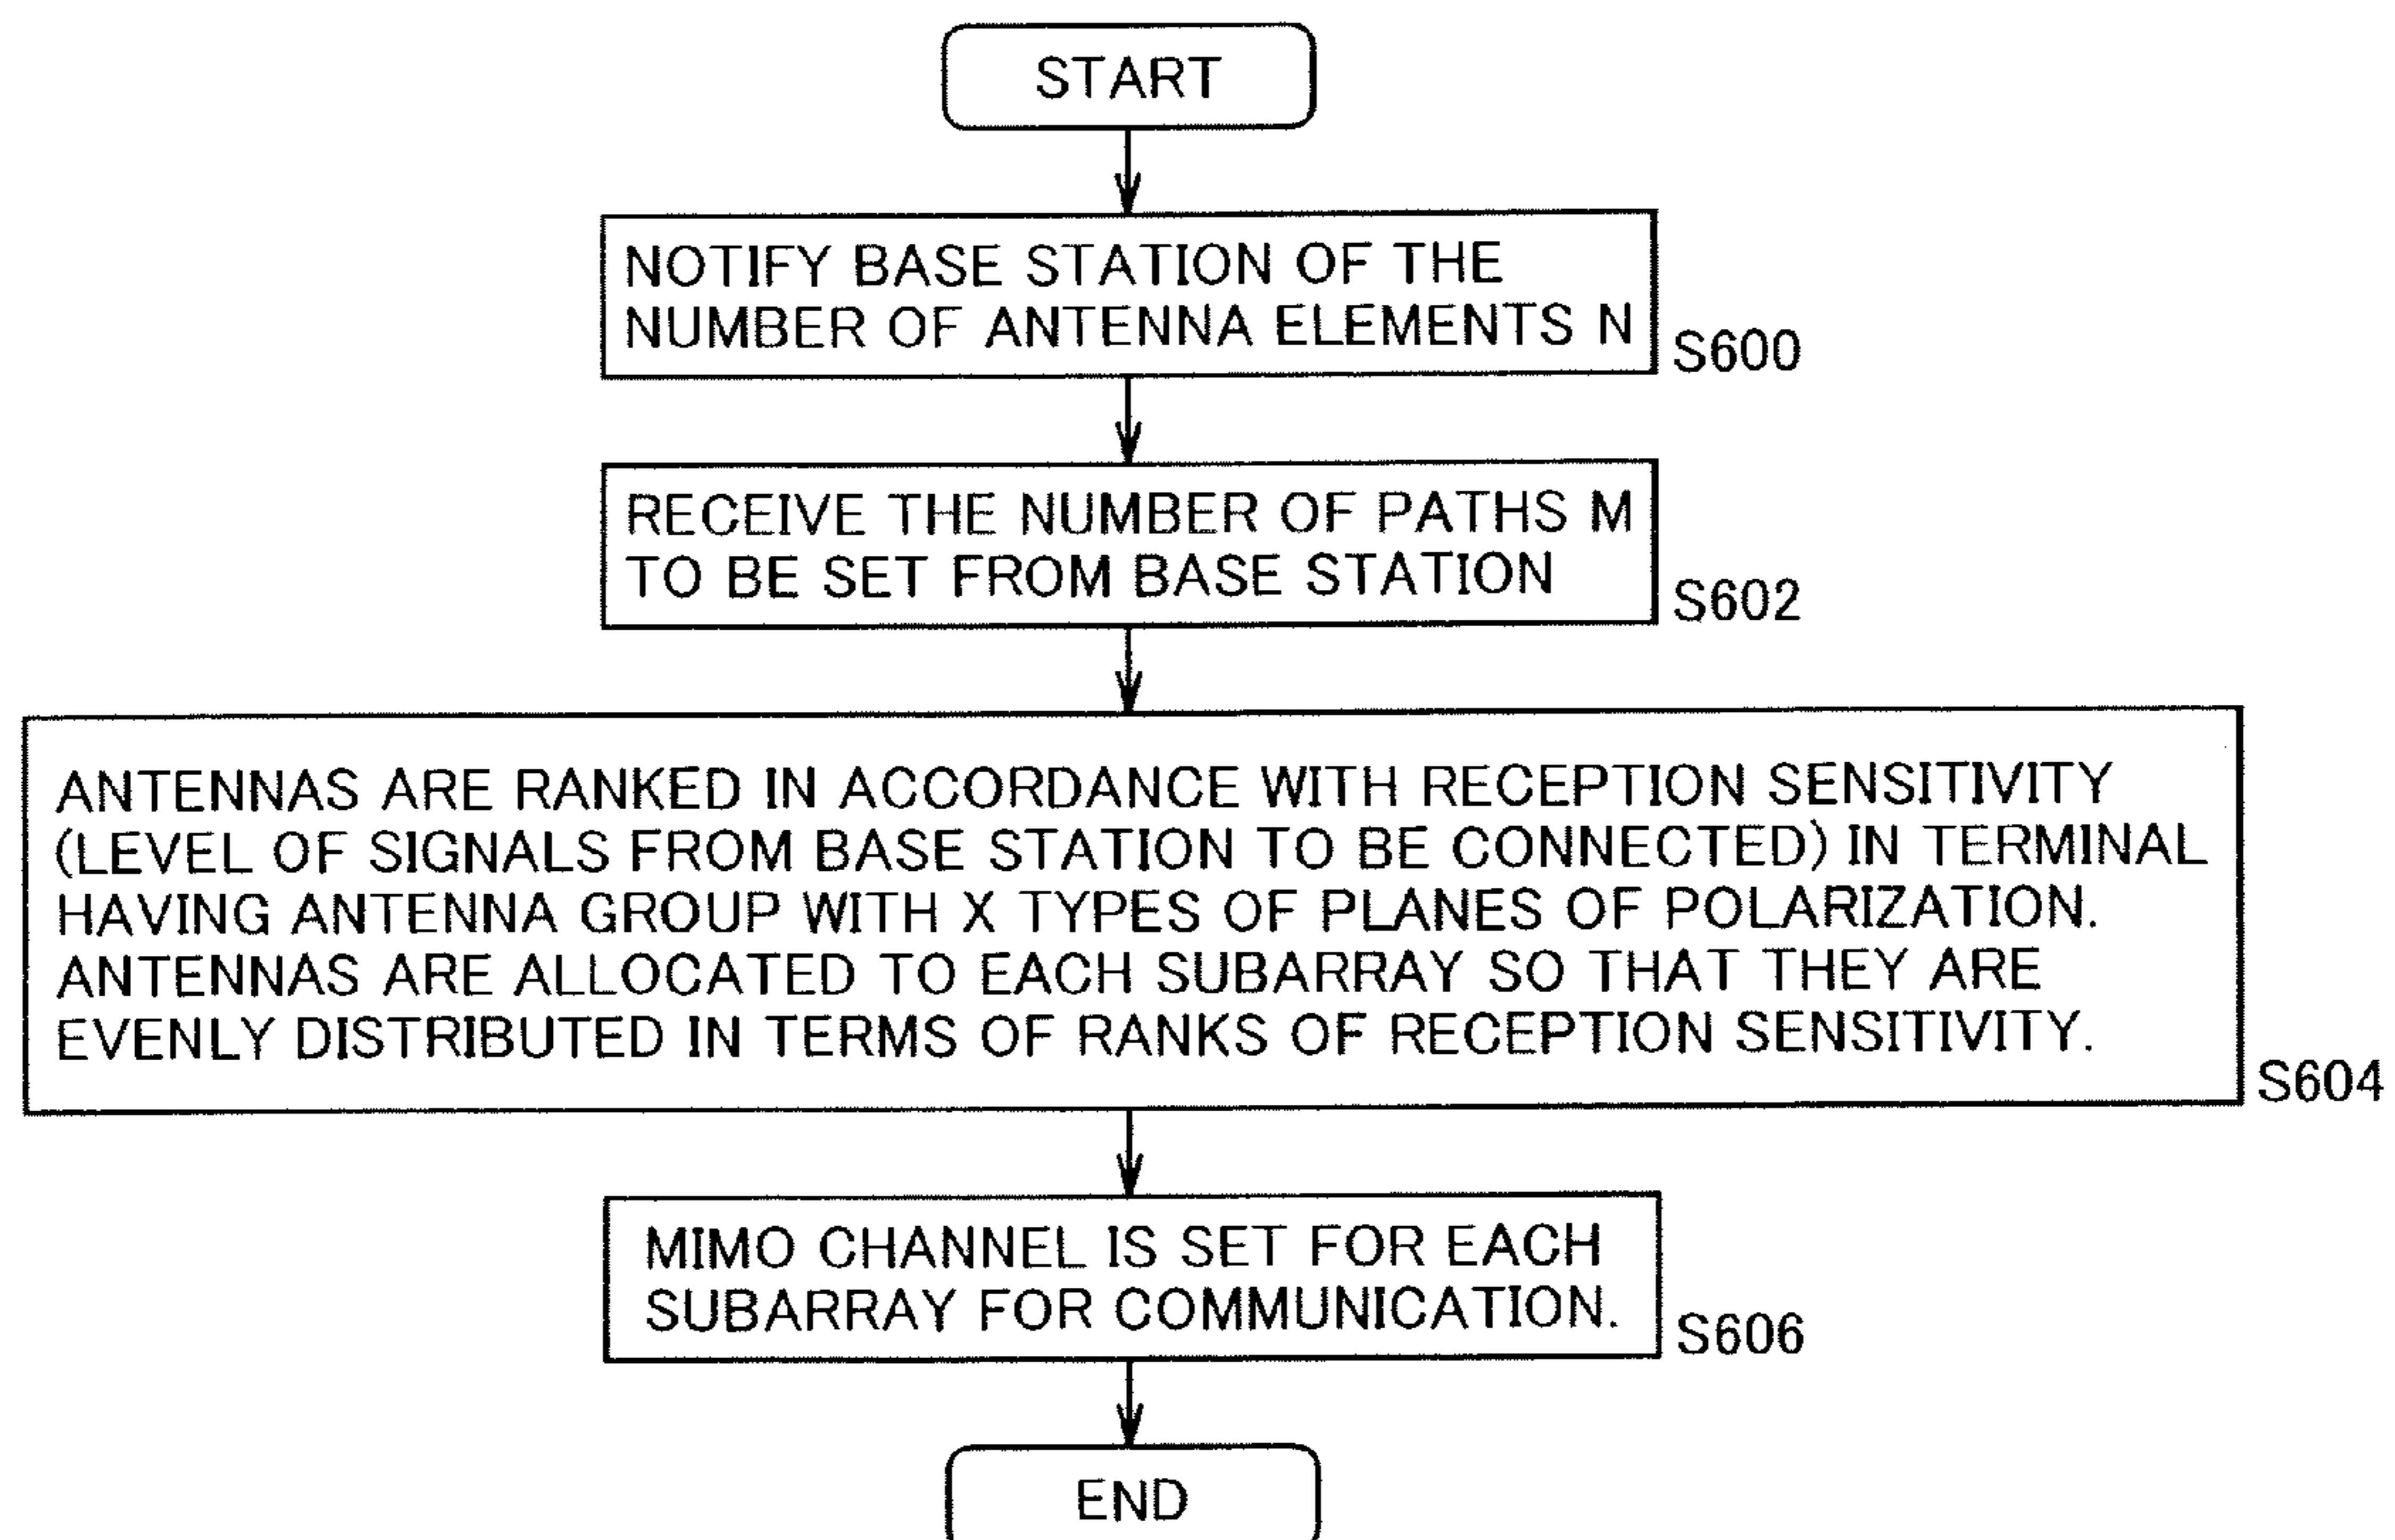 START
NOTIFY BASE STATION OF THE
NUMBER OF ANTENNA ELEMENTS N
S600
RECEIVE THE NUMBER OF PATHS M
TO BE SET FROM BASE STATION
S602
ANTENNAS ARE RANKED IN ACCORDANCE WITH RECEPTION SENSITIVITY
(LEVEL OF SIGNALS FROM BASE STATION TO BE CONNECTED) IN TERMINAL
HAVING ANTENNA GROUP WITH X TYPES OF PLANES OF POLARIZATION.
ANTENNAS ARE ALLOCATED TO EACH SUBARRAY SO THAT THEY ARE
EVENLY DISTRIBUTED IN TERMS OF RANKS OF RECEPTION SENSITIVITY.
S604
MIMO CHANNEL IS SET FOR EACH
SUBARRAY FOR COMMUNICATION.
S606
END